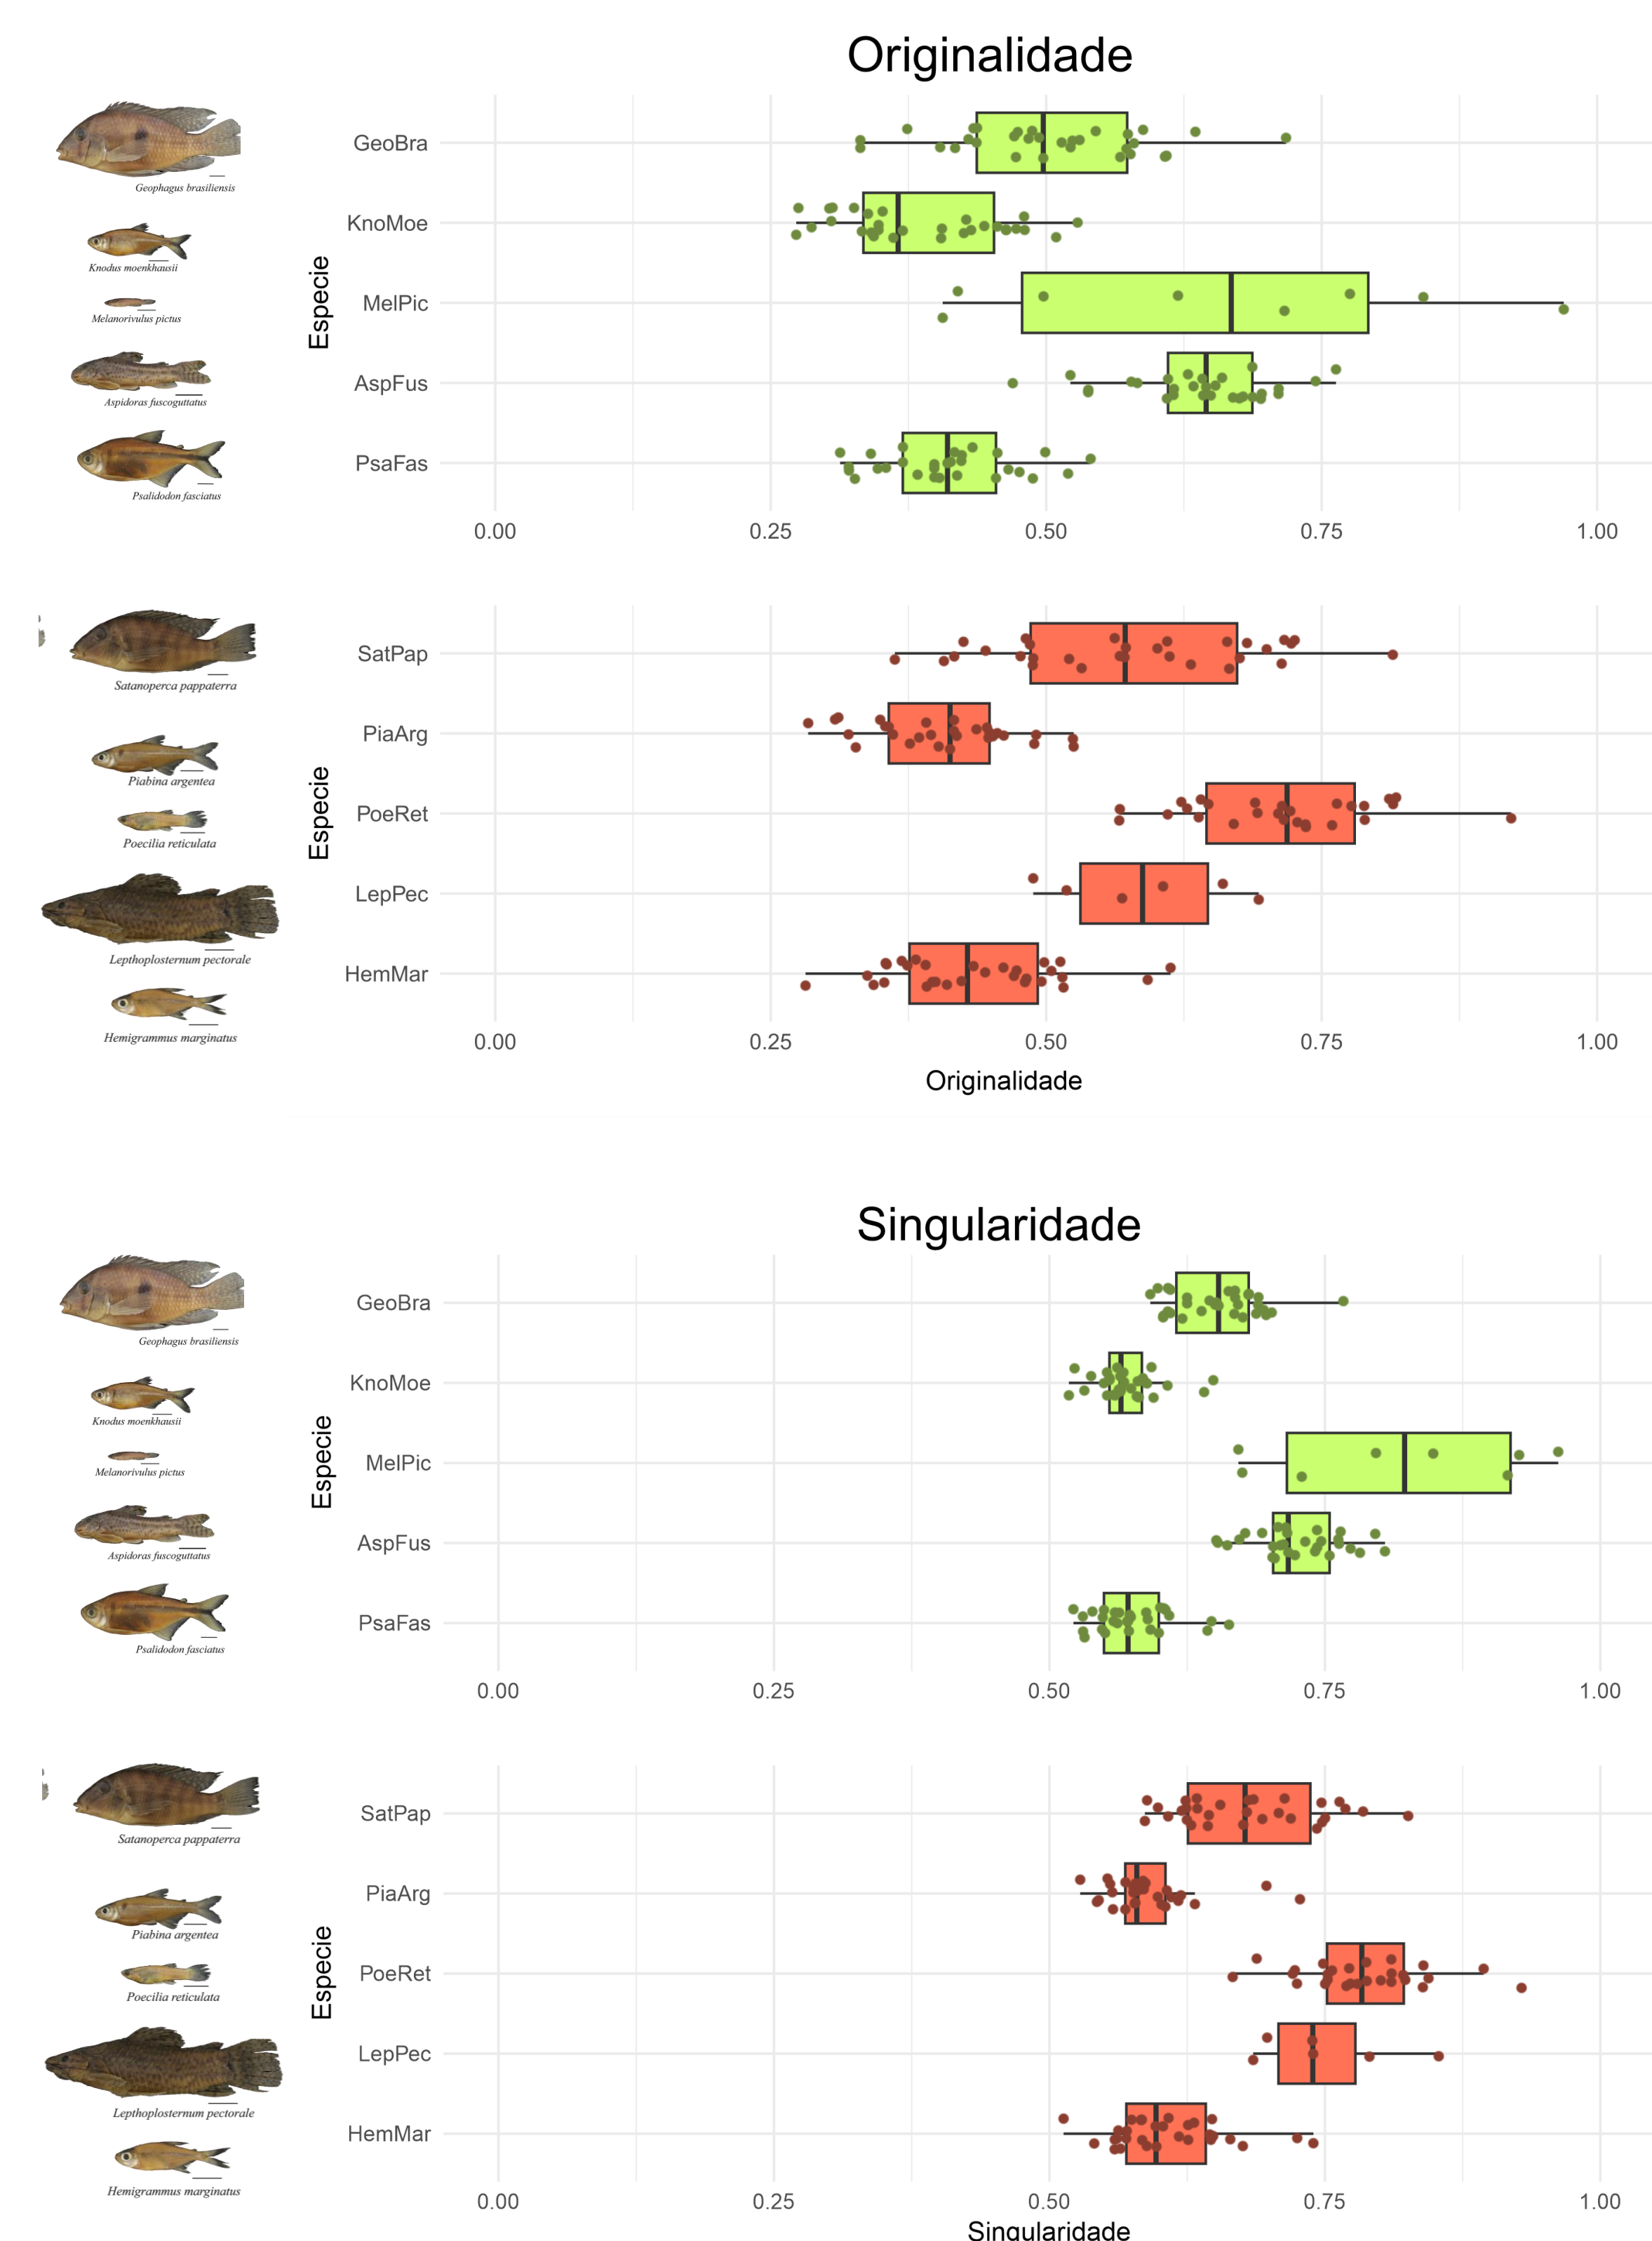 Originalidade
Geophagus brasiliensis
GeoBra
Knodus moenkhausii
KnoMoe
Melanorivulus pictus
MelPic
Aspidoras fuscoguttatus
AspFus
Psalidodon fasciatus
PsaFas
Especie
0.00 0.25 0.50 0.75 1.00
Satanoperca pappaterra
SatPap
Piabina argentea
PiaArg
Poecilia reticulata
PoeRet
Lepthoplosternum pectorale
LepPec
Hemigrammus marginatus
HemMar
Especie
0.00 0.25 0.50 0.75 1.00
Originalidade
Singularidade
Geophagus brasiliensis
GeoBra
Knodus moenkhausii
KnoMoe
Melanorivulus pictus
MelPic
Aspidoras fuscoguttatus
AspFus
Psalidodon fasciatus
PsaFas
Especie
0.00 0.25 0.50 0.75 1.00
Satanoperca pappaterra
SatPap
Piabina argentea
PiaArg
Poecilia reticulata
PoeRet
Lepthoplosternum pectorale
LepPec
Hemigrammus marginatus
HemMar
Especie
0.00 0.25 0.50 0.75 1.00
Singularidade